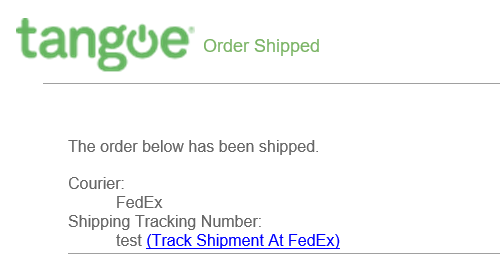 tangoe® Order Shipped
The order below has been shipped.
Courier:
FedEx
Shipping Tracking Number:
test (Track Shipment At FedEx)